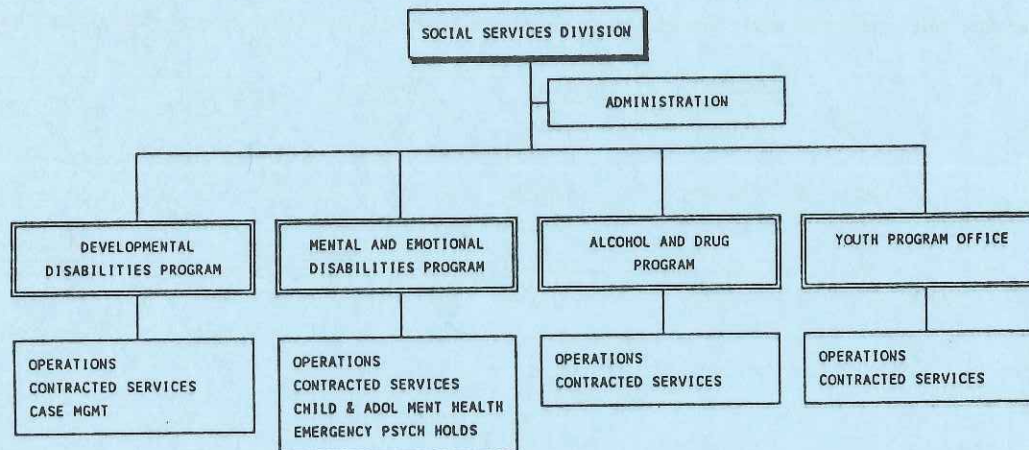 SOCIAL SERVICES DIVISION
ADMINISTRATION
DEVELOPMENTAL
DISABILITIES PROGRAM
MENTAL AND EMOTIONAL
DISABILITIES PROGRAM
ALCOHOL AND DRUG
PROGRAM
YOUTH PROGRAM OFFICE
OPERATIONS
CONTRACTED SERVICES
CASE MGMT
OPERATIONS
CONTRACTED SERVICES
CHILD & ADOL MENT HEALTH
EMERGENCY PSYCH HOLDS
OPERATIONS
CONTRACTED SERVICES
OPERATIONS
CONTRACTED SERVICES